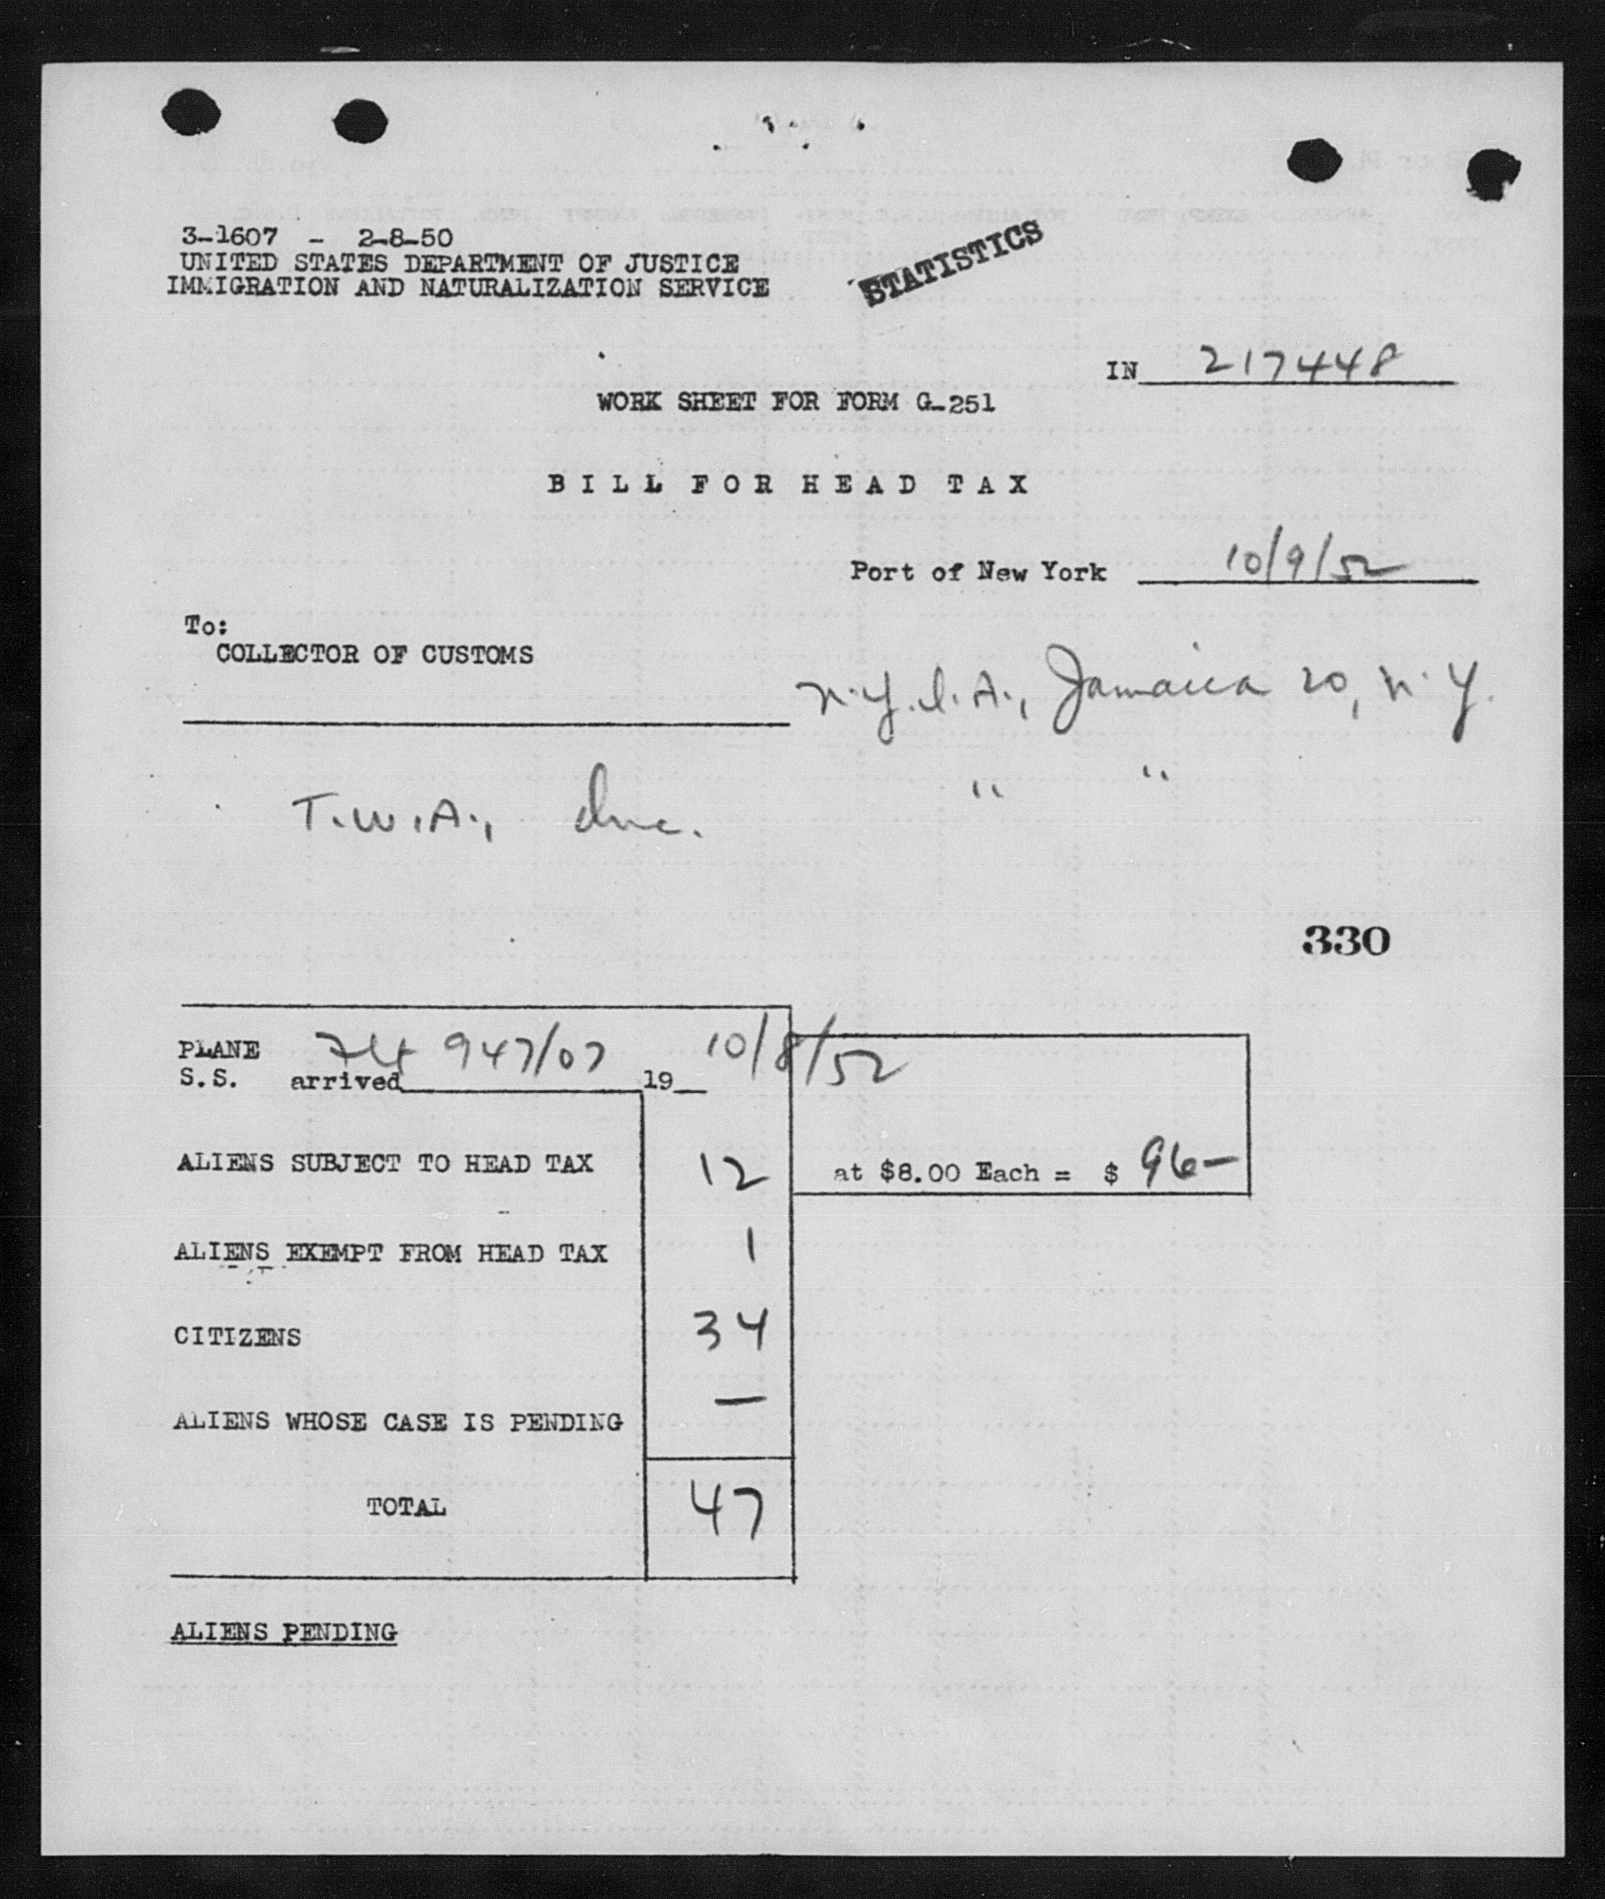 3-1607 - 2-8-50
UNITED STATES DEPARTMENT OF JUSTICE
IMMIGRATION AND NATURALIZATION SERVICE
STATISTICS
IN 217448
WORK SHEET FOR FORM G-251
BILL FOR HEAD TAX
Port of New York 10/9/52
To:
COLLECTOR OF CUSTOMS
N.Y.I.A., Jamaica 20, N.Y.
T.W.A., Inc. " "
330
PLANE 947/07 10/8/52
S.S. arrived 19
ALIENS SUBJECT TO HEAD TAX 12 at $8.00 Each = $ 96-
ALIENS EXEMPT FROM HEAD TAX 1
CITIZENS 34
ALIENS WHOSE CASE IS PENDING —
TOTAL 47
ALIENS PENDING